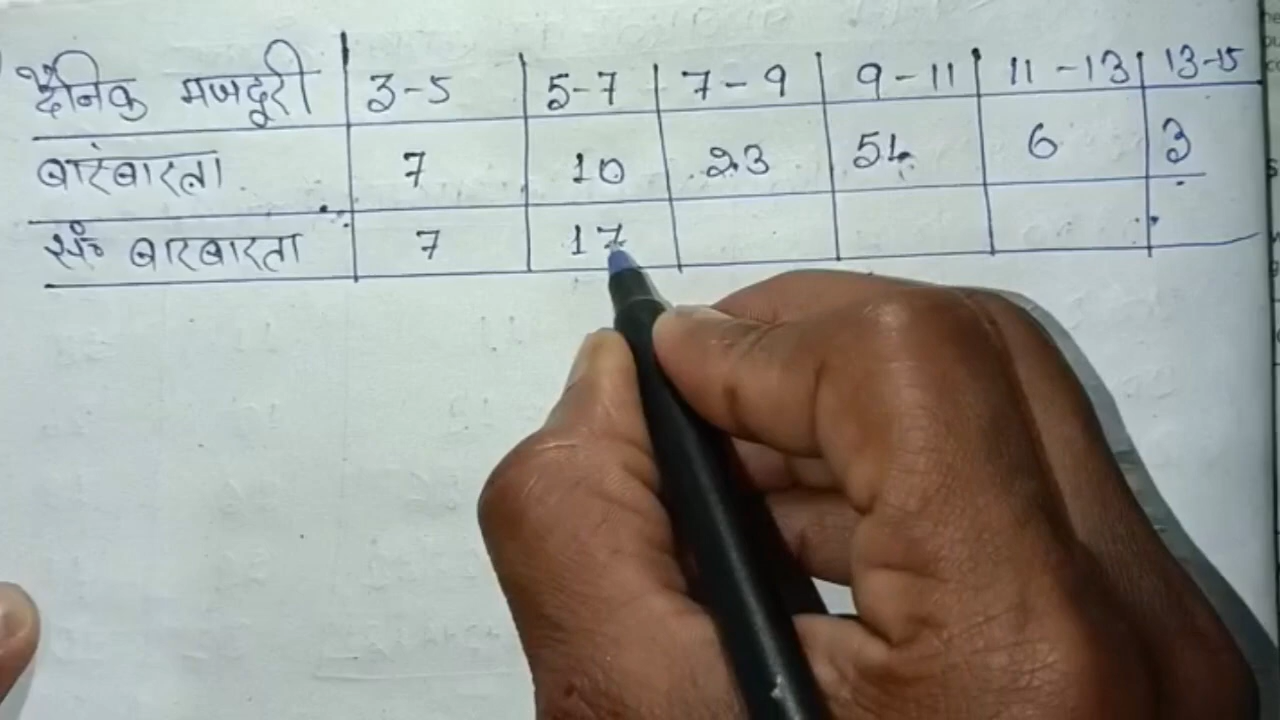 दैनिक मजदूरी 3-5 5-7 7-9 9-11 11-13 13-15
बारंबारता 7 10 23 51 6 3
सं० बारबारता 7 17